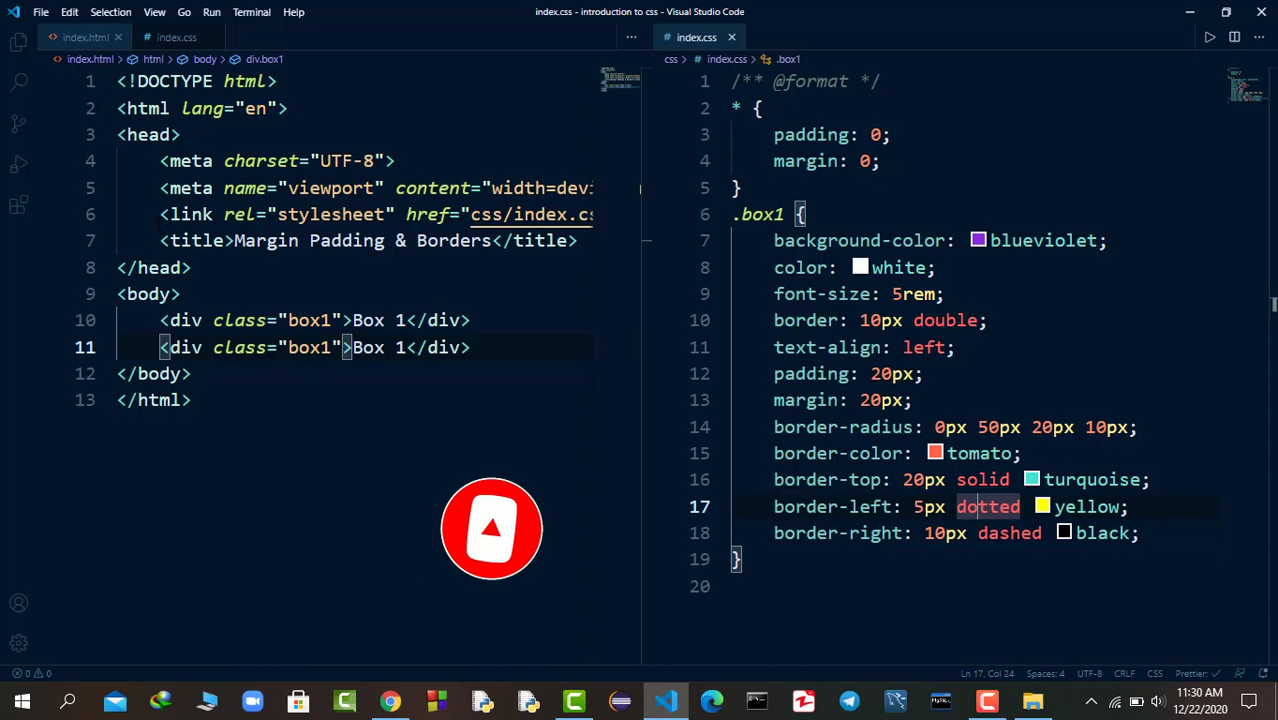 File Edit Selection View Go Run Terminal Help
index.css - introduction to css - Visual Studio Code
index.html index.css
index.html > html > body > div.box1
1 <!DOCTYPE html>
2 <html lang="en">
3 <head>
4 <meta charset="UTF-8">
5 <meta name="viewport" content="width=devi
6 <link rel="stylesheet" href="css/index.cs
7 <title>Margin Padding & Borders</title>
8 </head>
9 <body>
10 <div class="box1">Box 1</div>
11 <div class="box1">Box 1</div>
12 </body>
13 </html>
index.css
css > index.css > .box1
1 /** @format */
2 * {
3 padding: 0;
4 margin: 0;
5 }
6 .box1 {
7 background-color: blueviolet;
8 color: white;
9 font-size: 5rem;
10 border: 10px double;
11 text-align: left;
12 padding: 20px;
13 margin: 20px;
14 border-radius: 0px 50px 20px 10px;
15 border-color: tomato;
16 border-top: 20px solid turquoise;
17 border-left: 5px dotted yellow;
18 border-right: 10px dashed black;
19 }
20
0 0 Ln 17, Col 24 Spaces: 4 UTF-8 CRLF CSS Prettier: ✓
11:30 AM
12/22/2020